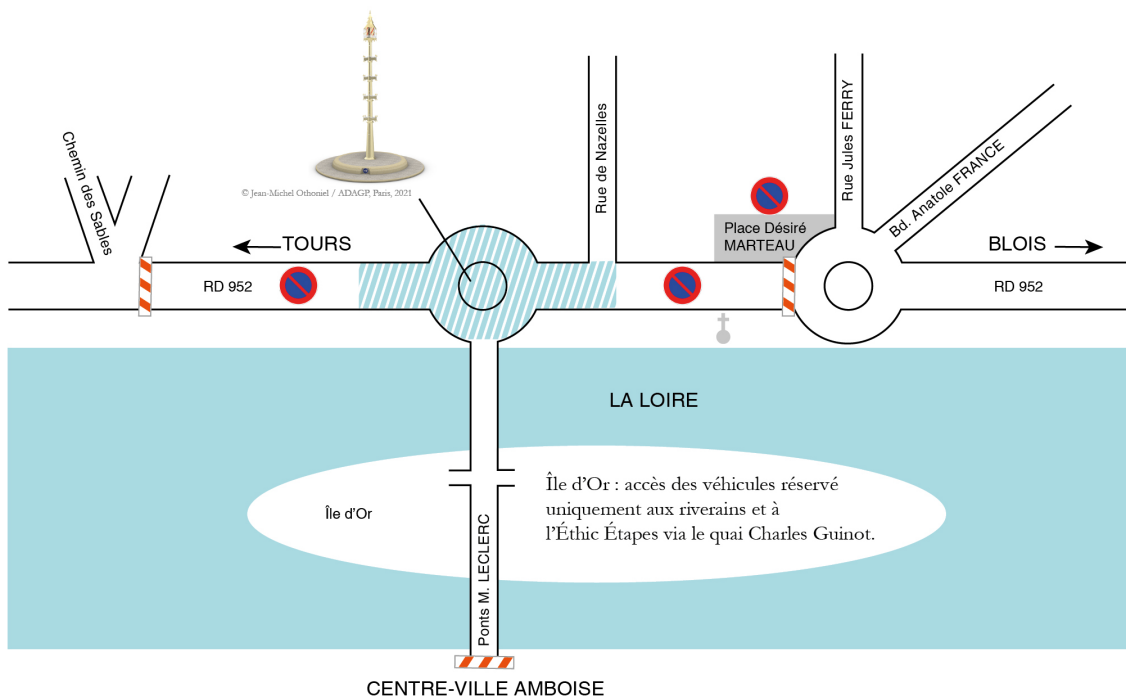 © Jean-Michel Othoniel / ADAGP, Paris, 2021
Chemin des Sables
Rue de Nazelles
Rue Jules FERRY
Bd. Anatole FRANCE
Place Désiré
MARTEAU
TOURS
BLOIS
RD 952
RD 952
LA LOIRE
Île d'Or
Île d’Or : accès des véhicules réservé
uniquement aux riverains et à
l’Éthic Étapes via le quai Charles Guinot.
Ponts M. LECLERC
CENTRE-VILLE AMBOISE